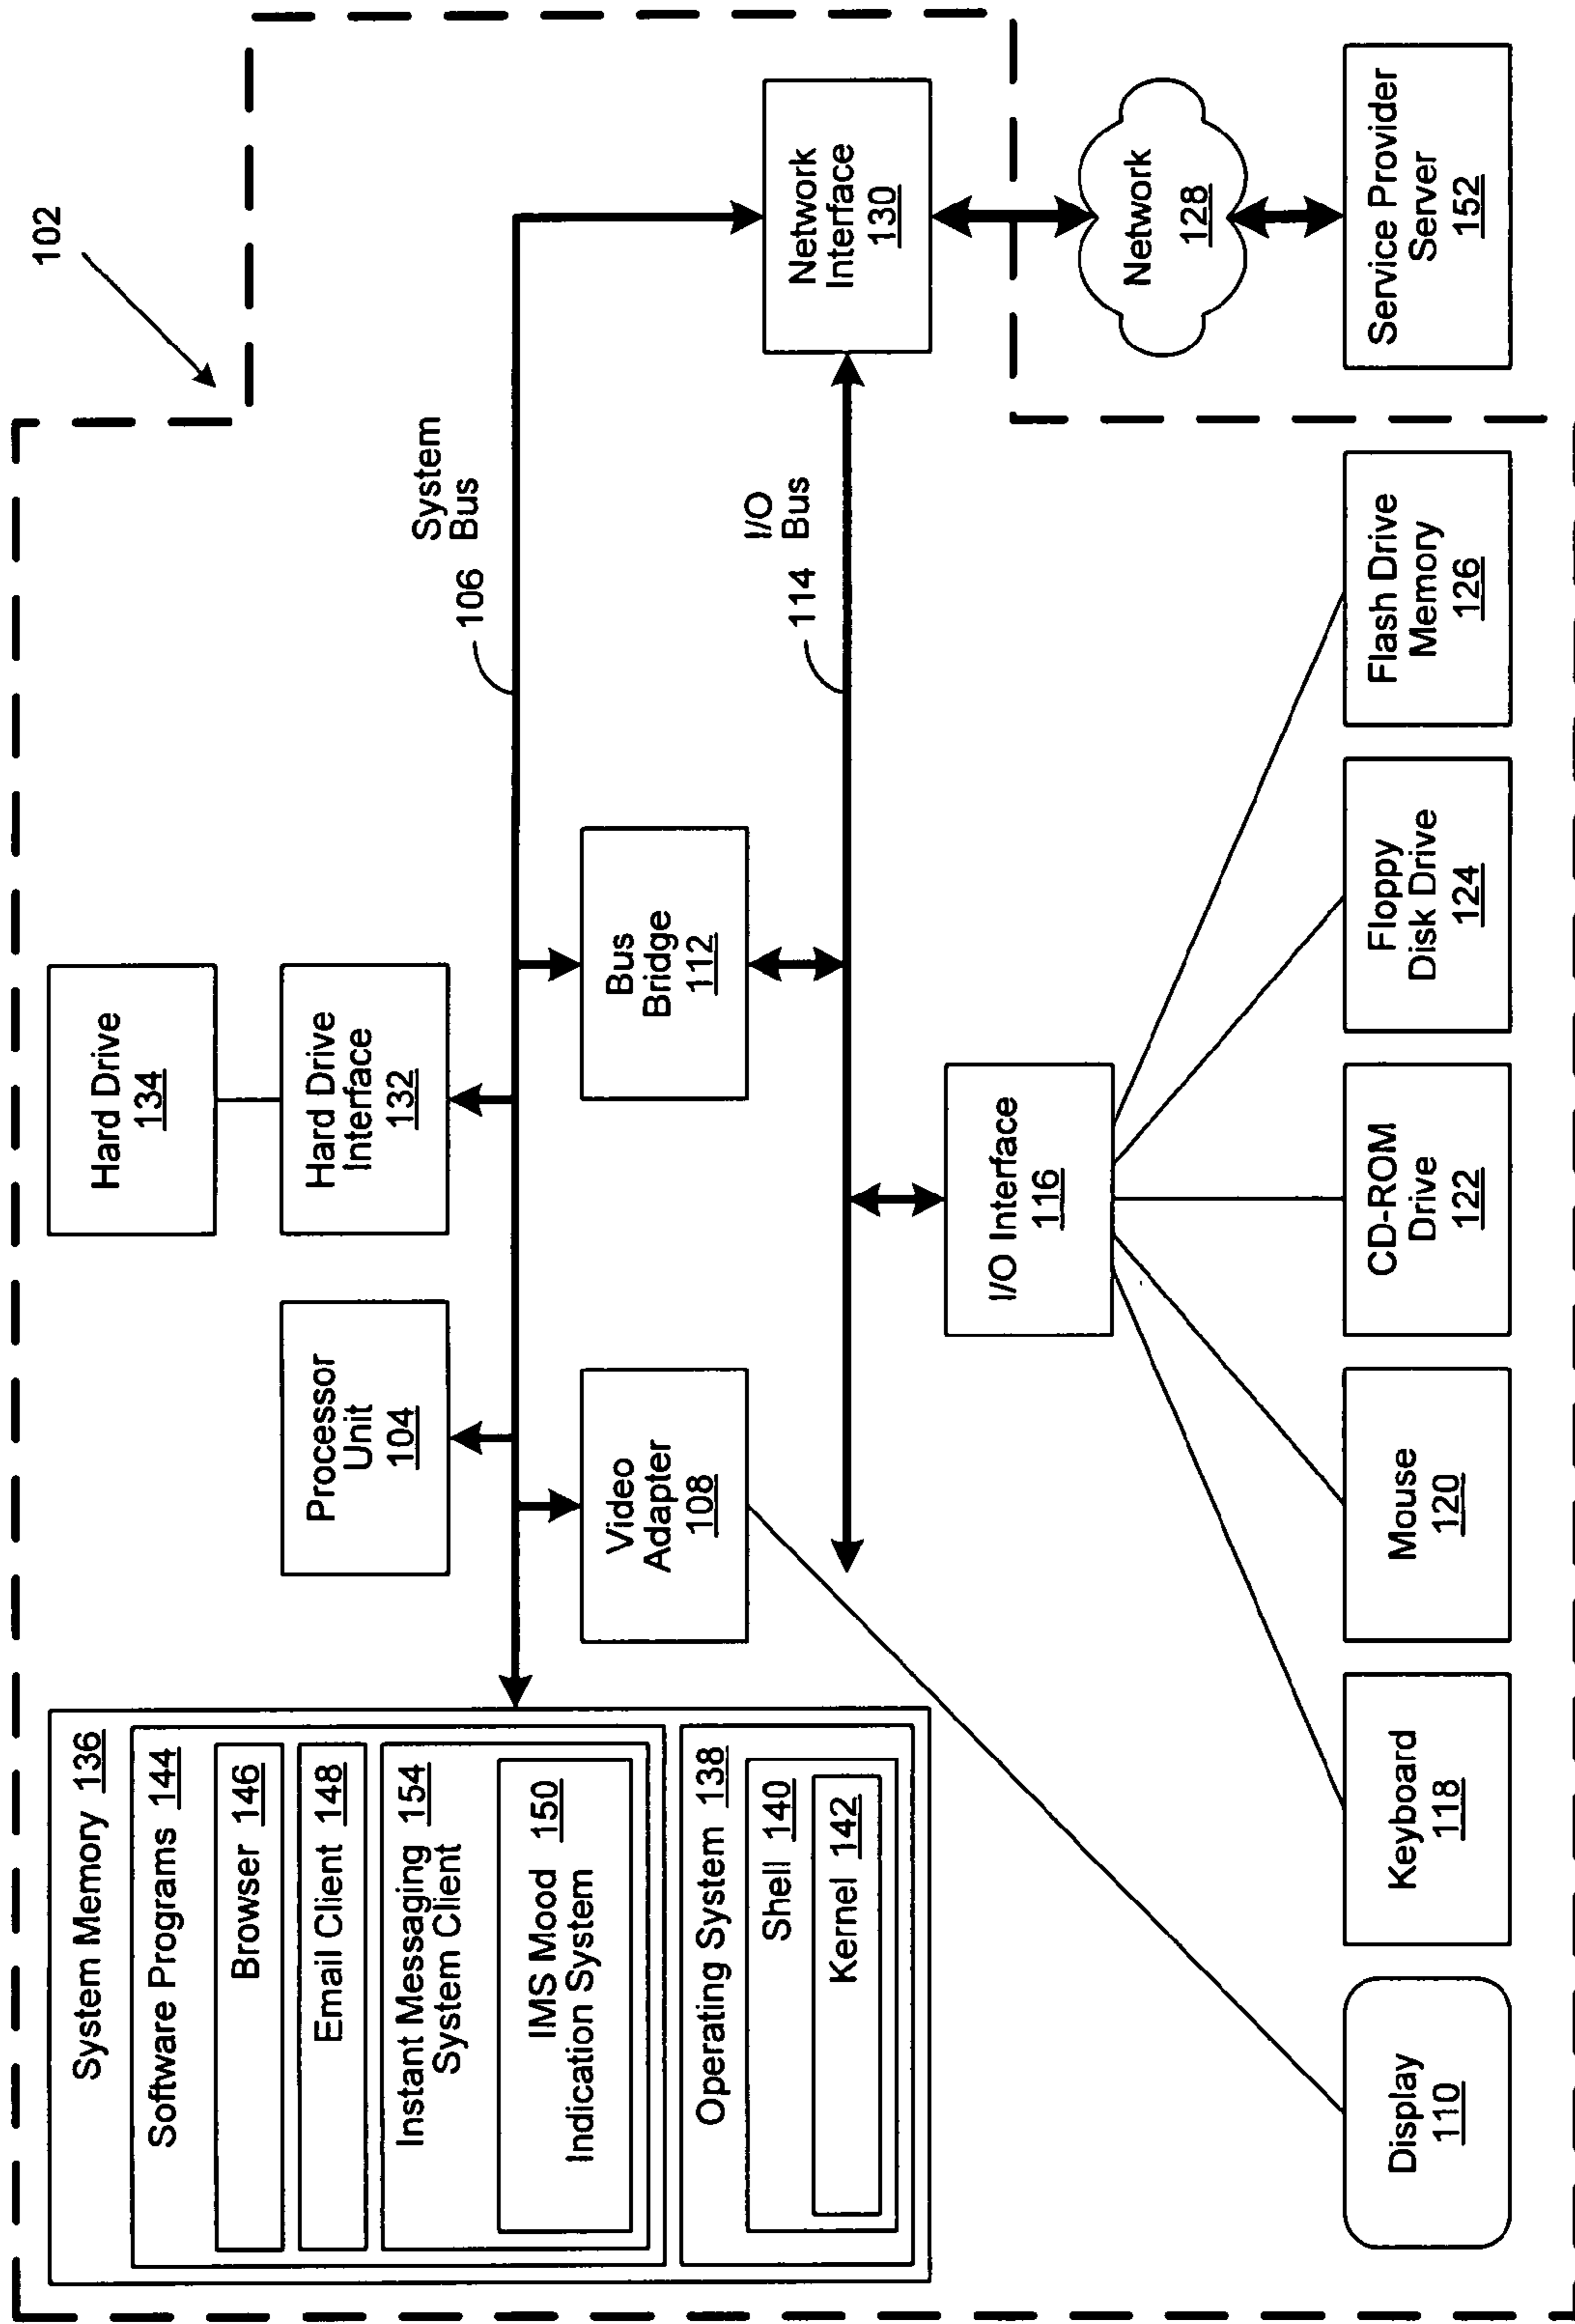 102
System Memory 136
Software Programs 144
Browser 146
Email Client 148
Instant Messaging 154
System Client
IMS Mood 150
Indication System
Operating System 138
Shell 140
Kernel 142
Processor
Unit
104
Hard Drive
134
Hard Drive
Interface
132
System
106 Bus
Video
Adapter
108
Bus
Bridge
112
I/O
114 Bus
Network
Interface
130
I/O Interface
116
Network
128
Display
110
Keyboard
118
Mouse
120
CD-ROM
Drive
122
Floppy
Disk Drive
124
Flash Drive
Memory
126
Service Provider
Server
152